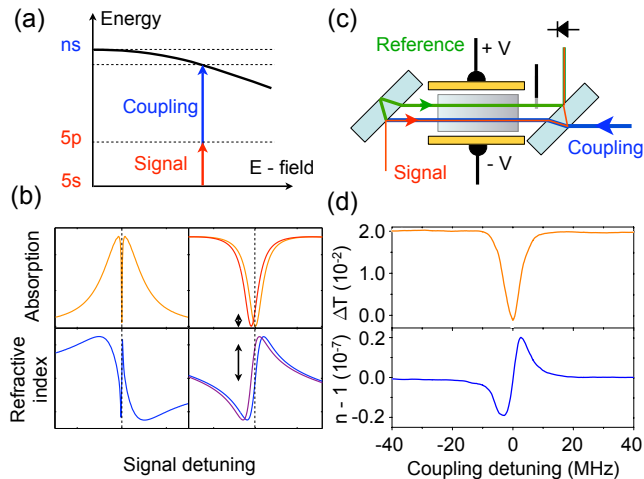 (a)
Energy
ns
Coupling
5p
Signal
E - field
5s
(b)
Absorption
Refractive
index
Signal detuning
(c)
+ V
Reference
Coupling
Signal
- V
(d)
ΔT (10⁻²)
2.0
1.0
0.0
n - 1 (10⁻⁷)
0.2
0.0
-0.2
-40 -20 0 20 40
Coupling detuning (MHz)